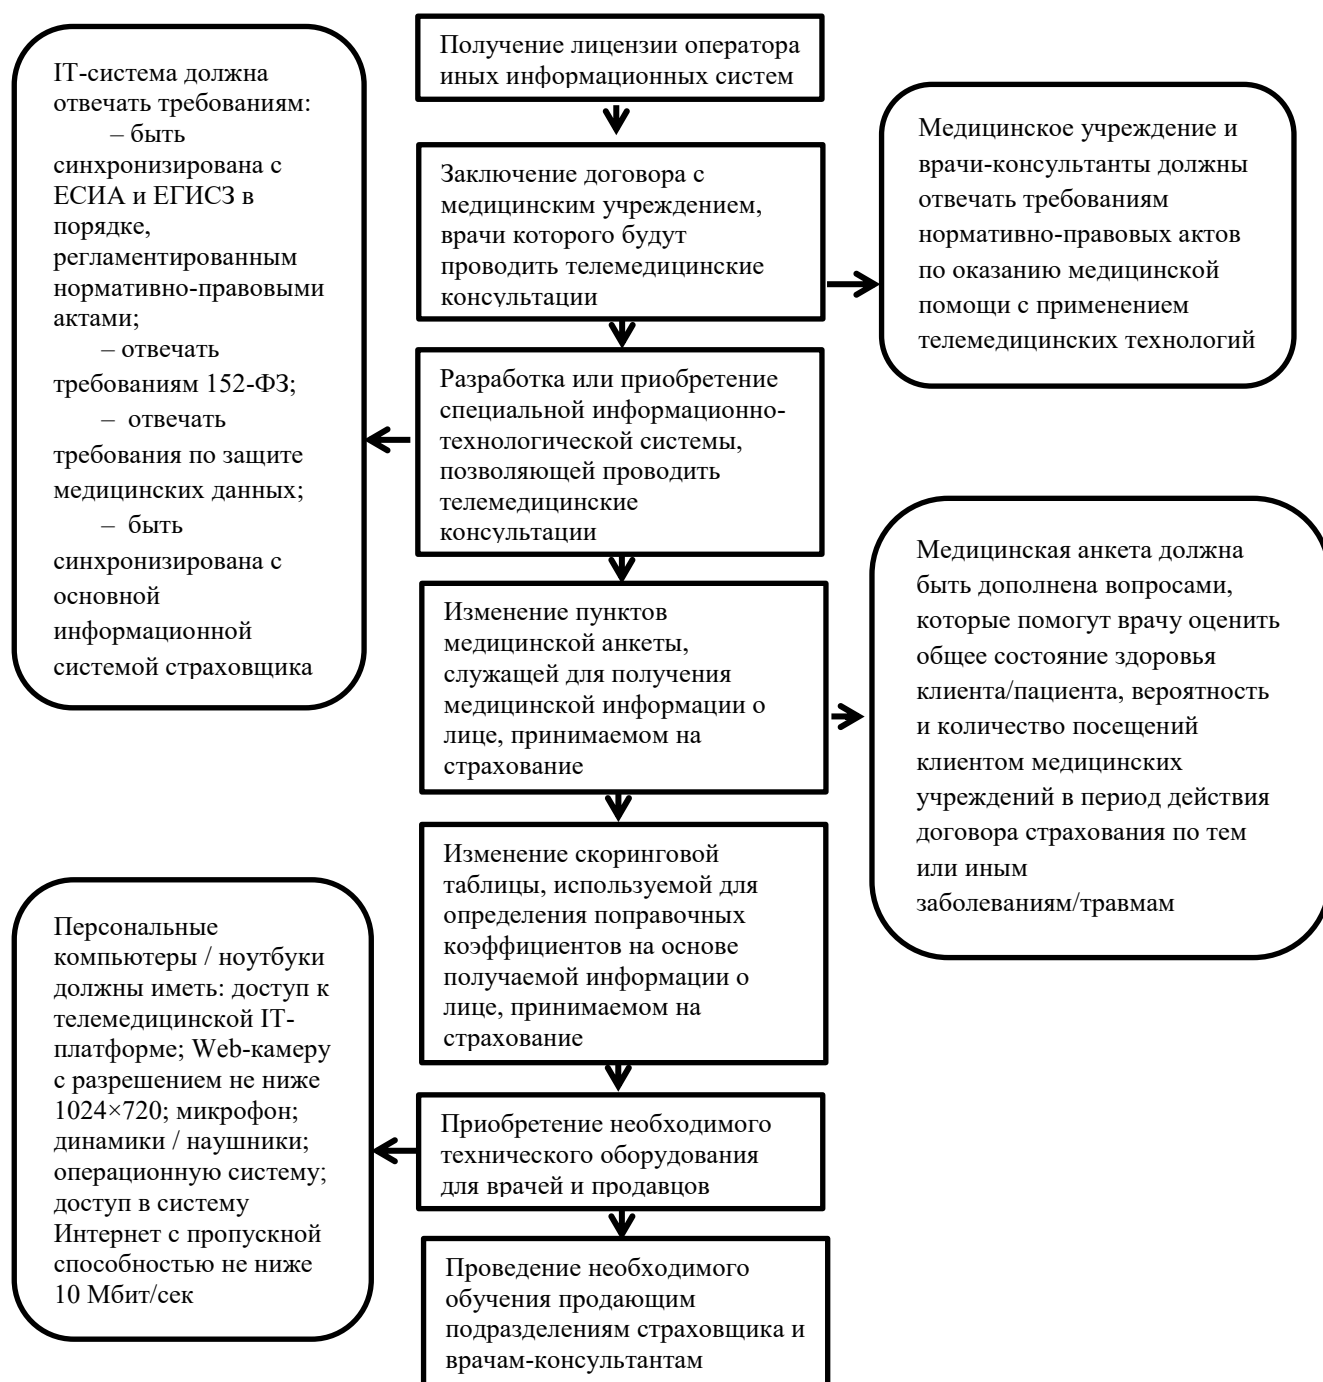 Получение лицензии оператора
иных информационных систем
IT-система должна
отвечать требованиям:
– быть
синхронизирована с
ЕСИА и ЕГИСЗ в
порядке,
регламентированным
нормативно-правовыми
актами;
– отвечать
требованиям 152-ФЗ;
– отвечать
требования по защите
медицинских данных;
– быть
синхронизирована с
основной
информационной
системой страховщика
Заключение договора с
медицинским учреждением,
врачи которого будут
проводить телемедицинские
консультации
Медицинское учреждение и
врачи-консультанты должны
отвечать требованиям
нормативно-правовых актов
по оказанию медицинской
помощи с применением
телемедицинских технологий
Разработка или приобретение
специальной информационно-
технологической системы,
позволяющей проводить
телемедицинские
консультации
Изменение пунктов
медицинской анкеты,
служащей для получения
медицинской информации о
лице, принимаемом на
страхование
Медицинская анкета должна
быть дополнена вопросами,
которые помогут врачу оценить
общее состояние здоровья
клиента/пациента, вероятность
и количество посещений
клиентом медицинских
учреждений в период действия
договора страхования по тем
или иным
заболеваниям/травмам
Изменение скоринговой
таблицы, используемой для
определения поправочных
коэффициентов на основе
получаемой информации о
лице, принимаемом на
страхование
Персональные
компьютеры / ноутбуки
должны иметь: доступ к
телемедицинской IT-
платформе; Web-камеру
с разрешением не ниже
1024×720; микрофон;
динамики / наушники;
операционную систему;
доступ в систему
Интернет с пропускной
способностью не ниже
10 Мбит/сек
Приобретение необходимого
технического оборудования
для врачей и продавцов
Проведение необходимого
обучения продающим
подразделениям страховщика и
врачам-консультантам